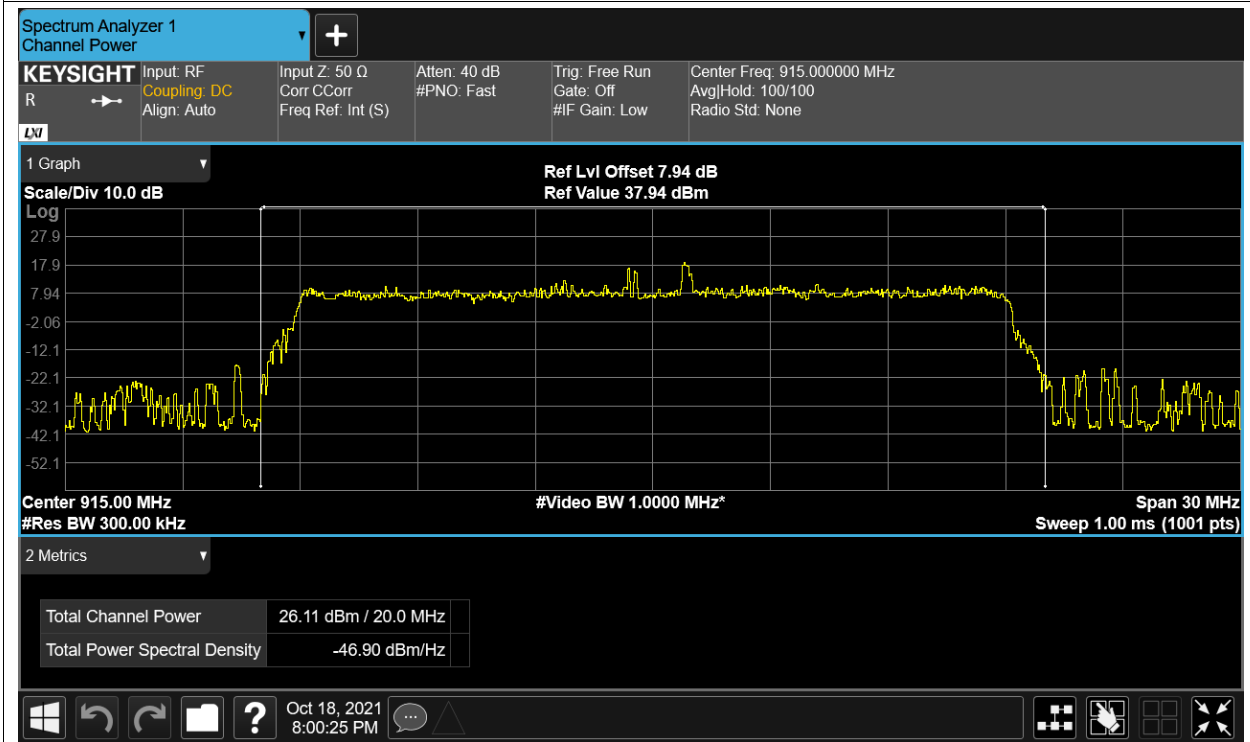 Spectrum Analyzer 1
Channel Power
KEYSIGHT
R
LXI
Input: RF
Coupling: DC
Align: Auto
Input Z: 50 Ω
Corr CCorr
Freq Ref: Int (S)
Atten: 40 dB
#PNO: Fast
Trig: Free Run
Gate: Off
#IF Gain: Low
Center Freq: 915.000000 MHz
Avg|Hold: 100/100
Radio Std: None
1 Graph
Scale/Div 10.0 dB
Ref Lvl Offset 7.94 dB
Ref Value 37.94 dBm
Log
27.9
17.9
7.94
-2.06
-12.1
-22.1
-32.1
-42.1
-52.1
Center 915.00 MHz
#Video BW 1.0000 MHz*
Span 30 MHz
#Res BW 300.00 kHz
Sweep 1.00 ms (1001 pts)
2 Metrics
Total Channel Power 26.11 dBm / 20.0 MHz
Total Power Spectral Density -46.90 dBm/Hz
?
Oct 18, 2021
8:00:25 PM